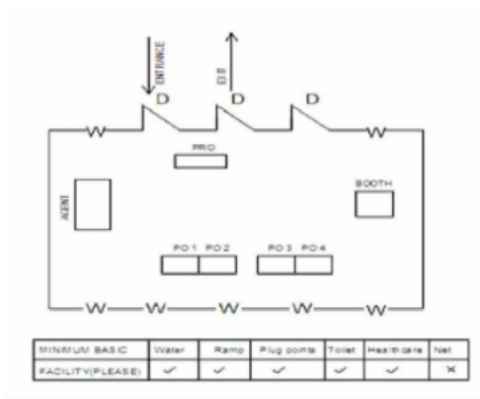 ENTRANCE
EXIT
D D D
W W
PRO
AGENT
BOOTH
PO 1 PO 2 PO 3 PO 4
W W W W W
MINIMUM BASIC Water Ramp Plug points Toilet Healthcare Net
FACILITY(PLEASE) ✓ ✓ ✓ ✓ ✓ ✗